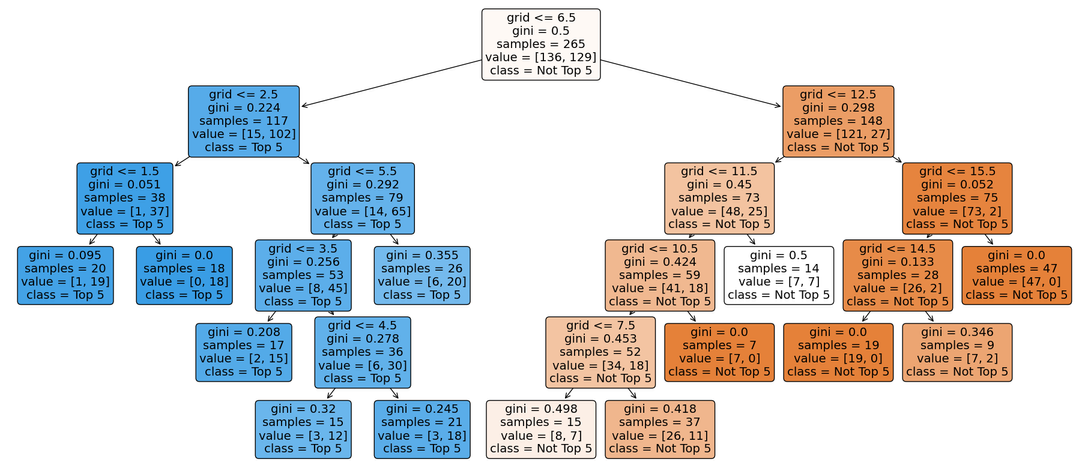 grid <= 6.5
gini = 0.5
samples = 265
value = [136, 129]
class = Not Top 5
grid <= 2.5
gini = 0.224
samples = 117
value = [15, 102]
class = Top 5
grid <= 12.5
gini = 0.298
samples = 148
value = [121, 27]
class = Not Top 5
grid <= 1.5
gini = 0.051
samples = 38
value = [1, 37]
class = Top 5
grid <= 5.5
gini = 0.292
samples = 79
value = [14, 65]
class = Top 5
grid <= 11.5
gini = 0.45
samples = 73
value = [48, 25]
class = Not Top 5
grid <= 15.5
gini = 0.052
samples = 75
value = [73, 2]
class = Not Top 5
gini = 0.095
samples = 20
value = [1, 19]
class = Top 5
gini = 0.0
samples = 18
value = [0, 18]
class = Top 5
grid <= 3.5
gini = 0.256
samples = 53
value = [8, 45]
class = Top 5
gini = 0.355
samples = 26
value = [6, 20]
class = Top 5
grid <= 10.5
gini = 0.424
samples = 59
value = [41, 18]
class = Not Top 5
gini = 0.5
samples = 14
value = [7, 7]
class = Not Top 5
grid <= 14.5
gini = 0.133
samples = 28
value = [26, 2]
class = Not Top 5
gini = 0.0
samples = 47
value = [47, 0]
class = Not Top 5
gini = 0.208
samples = 17
value = [2, 15]
class = Top 5
grid <= 4.5
gini = 0.278
samples = 36
value = [6, 30]
class = Top 5
grid <= 7.5
gini = 0.453
samples = 52
value = [34, 18]
class = Not Top 5
gini = 0.0
samples = 7
value = [7, 0]
class = Not Top 5
gini = 0.0
samples = 19
value = [19, 0]
class = Not Top 5
gini = 0.346
samples = 9
value = [7, 2]
class = Not Top 5
gini = 0.32
samples = 15
value = [3, 12]
class = Top 5
gini = 0.245
samples = 21
value = [3, 18]
class = Top 5
gini = 0.498
samples = 15
value = [8, 7]
class = Not Top 5
gini = 0.418
samples = 37
value = [26, 11]
class = Not Top 5